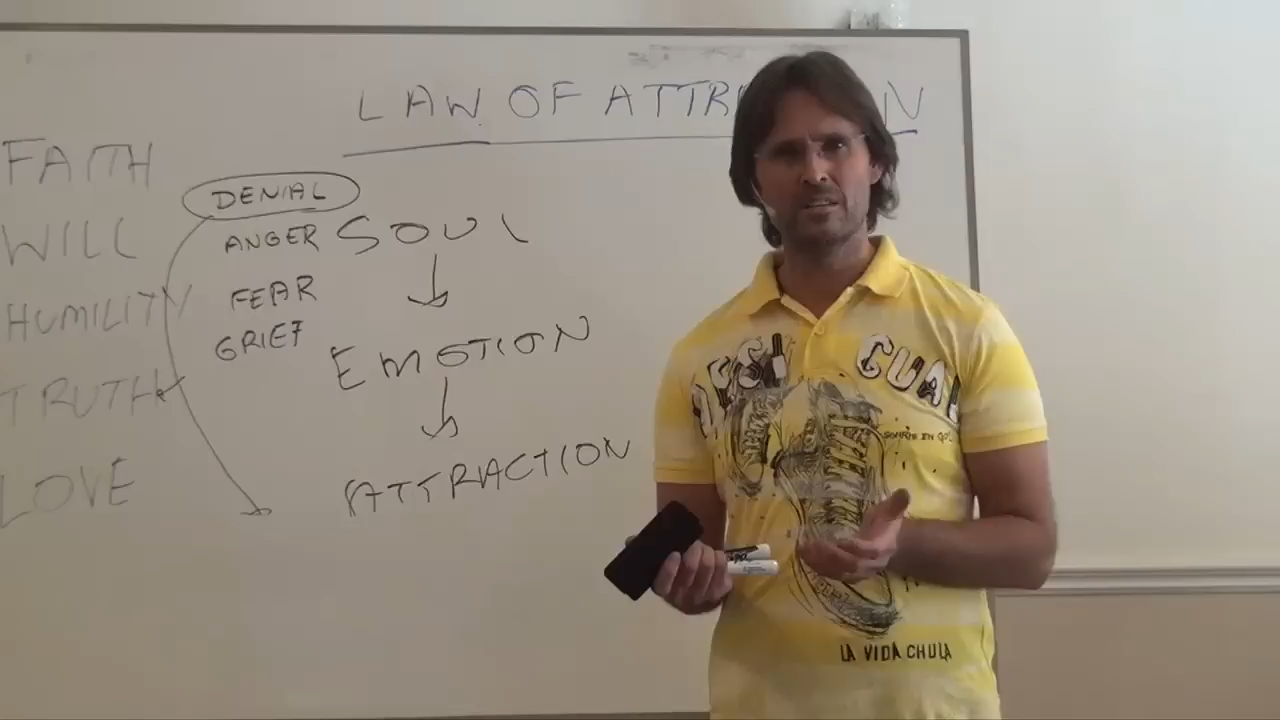 LAW OF ATTR N
FAITH
WILL
HUMILITY
TRUTH
LOVE
DENIAL
ANGER
FEAR
GRIEF
SOUL
EMOTION
ATTRACTION
DESI CUAL
LA VIDA CHULA